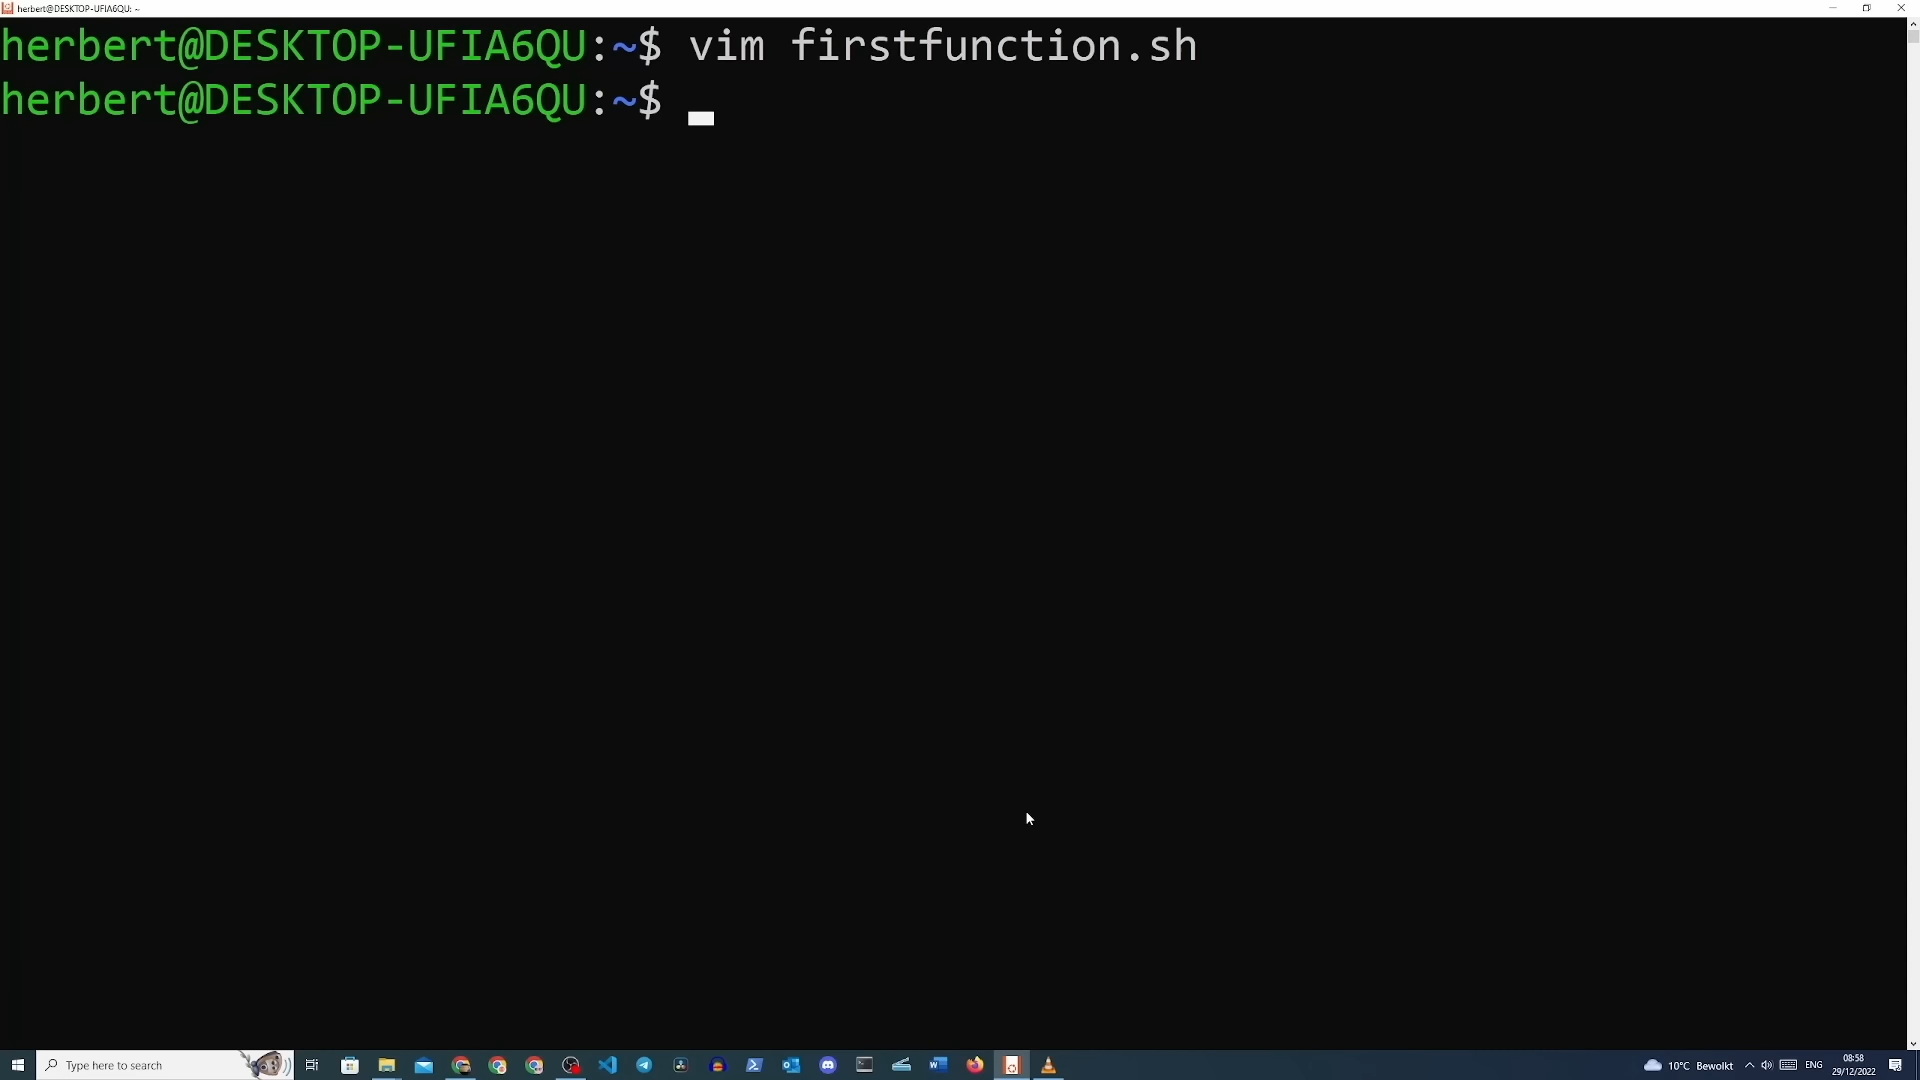 herbert@DESKTOP-UFIA6QU: ~
herbert@DESKTOP-UFIA6QU:~$ vim firstfunction.sh
herbert@DESKTOP-UFIA6QU:~$
Type here to search
10°C Bewolkt
ENG
08:58
29/12/2022